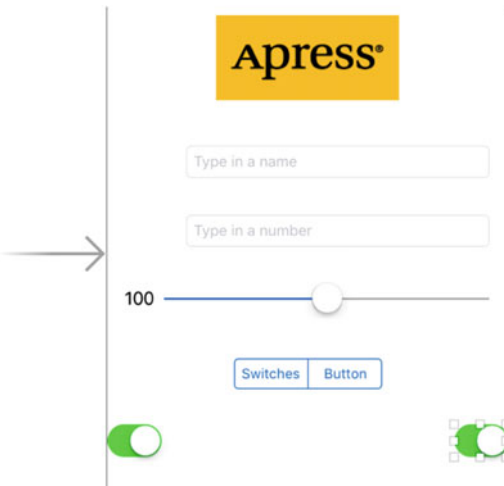 Apress®
Type in a name
Type in a number
100
Switches Button